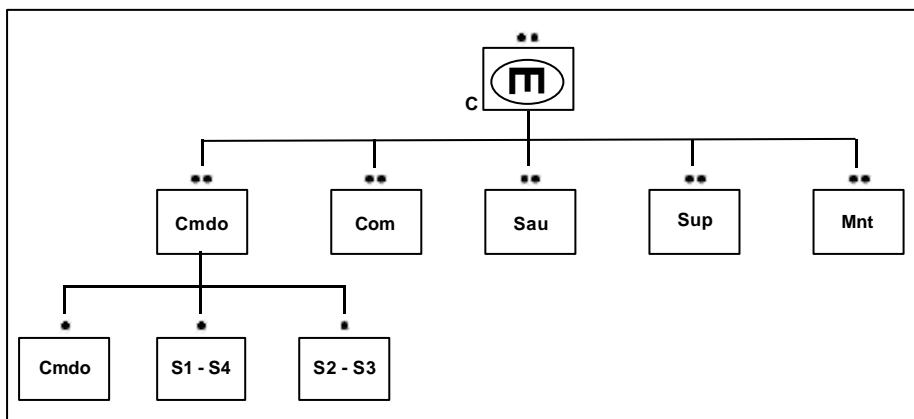 E
C
Cmdo
Com
Sau
Sup
Mnt
Cmdo
S1 - S4
S2 - S3